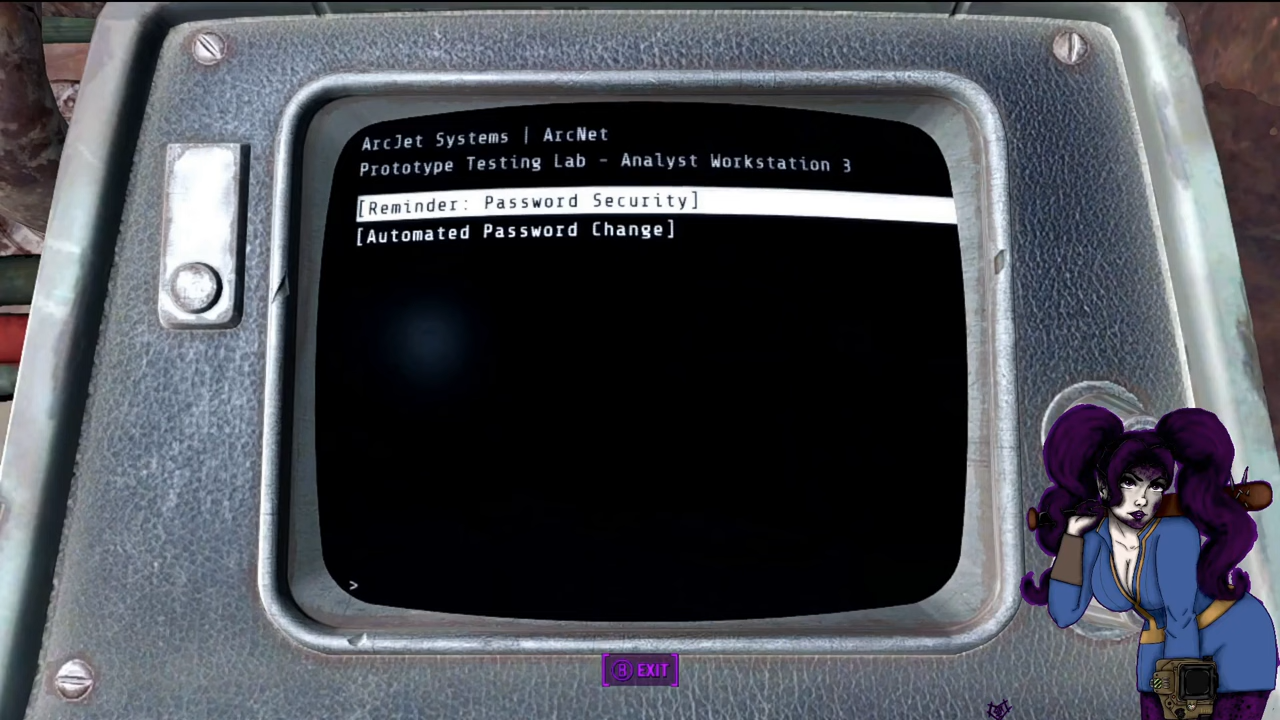 ArcJet Systems | ArcNet
Prototype Testing Lab - Analyst Workstation 3
[Reminder: Password Security]
[Automated Password Change]
>
[B EXIT]